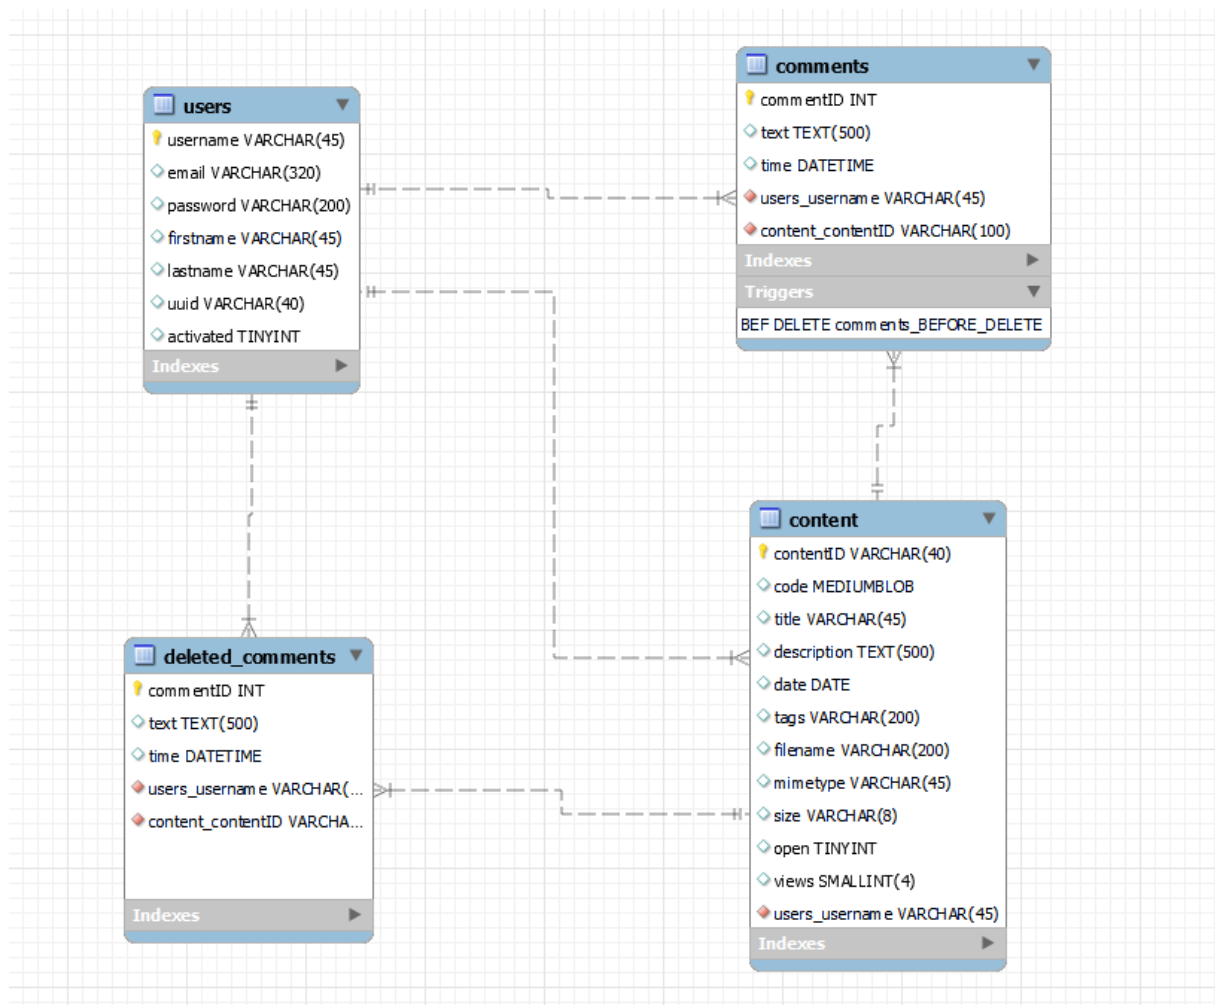 users
username VARCHAR(45)
email VARCHAR(320)
password VARCHAR(200)
firstname VARCHAR(45)
lastname VARCHAR(45)
uuid VARCHAR(40)
activated TINYINT
Indexes
comments
commentID INT
text TEXT(500)
time DATETIME
users_username VARCHAR(45)
content_contentID VARCHAR(100)
Indexes
Triggers
BEF DELETE comments_BEFORE_DELETE
deleted_comments
commentID INT
text TEXT(500)
time DATETIME
users_username VARCHAR(...
content_contentID VARCHA...
Indexes
content
contentID VARCHAR(40)
code MEDIUMBLOB
title VARCHAR(45)
description TEXT(500)
date DATE
tags VARCHAR(200)
filename VARCHAR(200)
mimetype VARCHAR(45)
size VARCHAR(8)
open TINYINT
views SMALLINT(4)
users_username VARCHAR(45)
Indexes